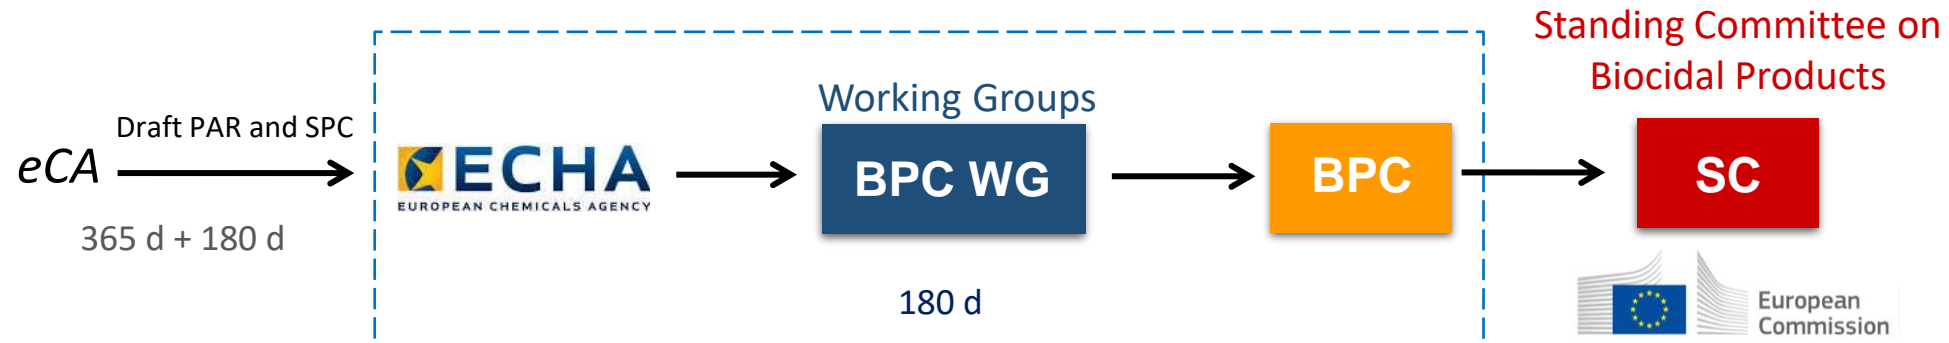 Standing Committee on
Biocidal Products
Working Groups
Draft PAR and SPC
eCA
ECHA
EUROPEAN CHEMICALS AGENCY
BPC WG
BPC
SC
365 d + 180 d
180 d
European
Commission